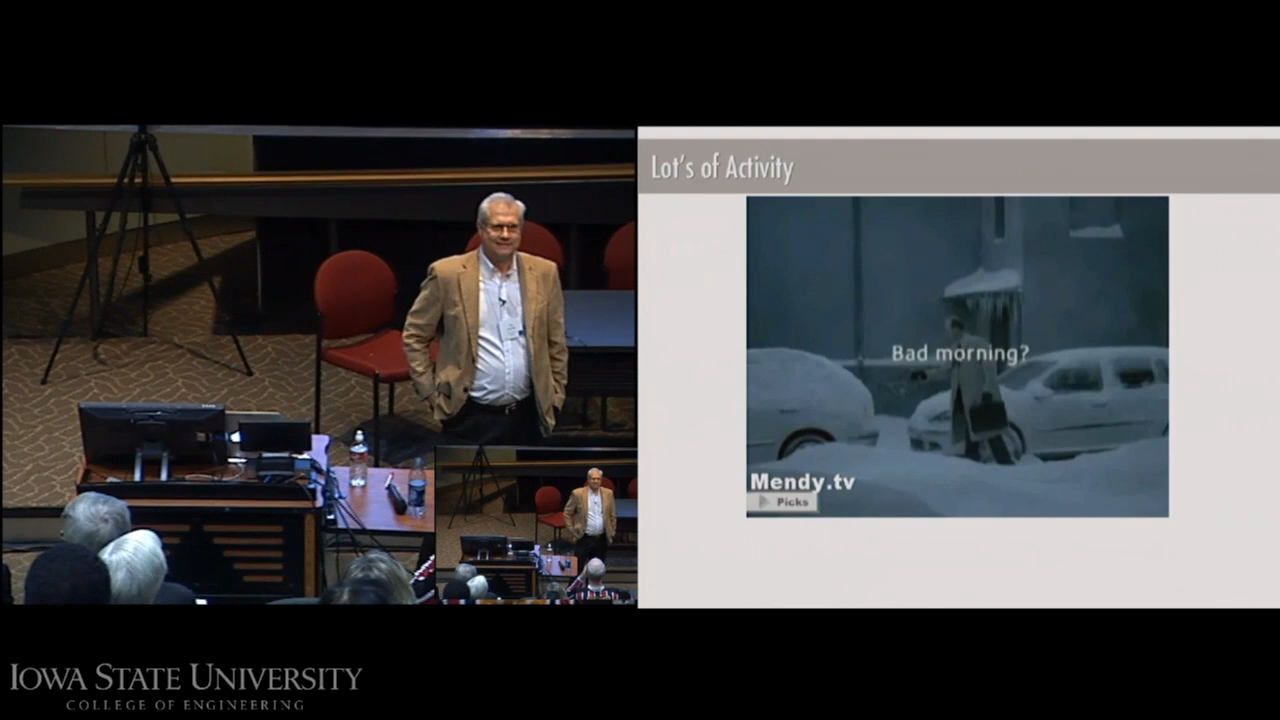 Lot's of Activity
Bad morning?
Mendy.tv
Picks
IOWA STATE UNIVERSITY
COLLEGE OF ENGINEERING